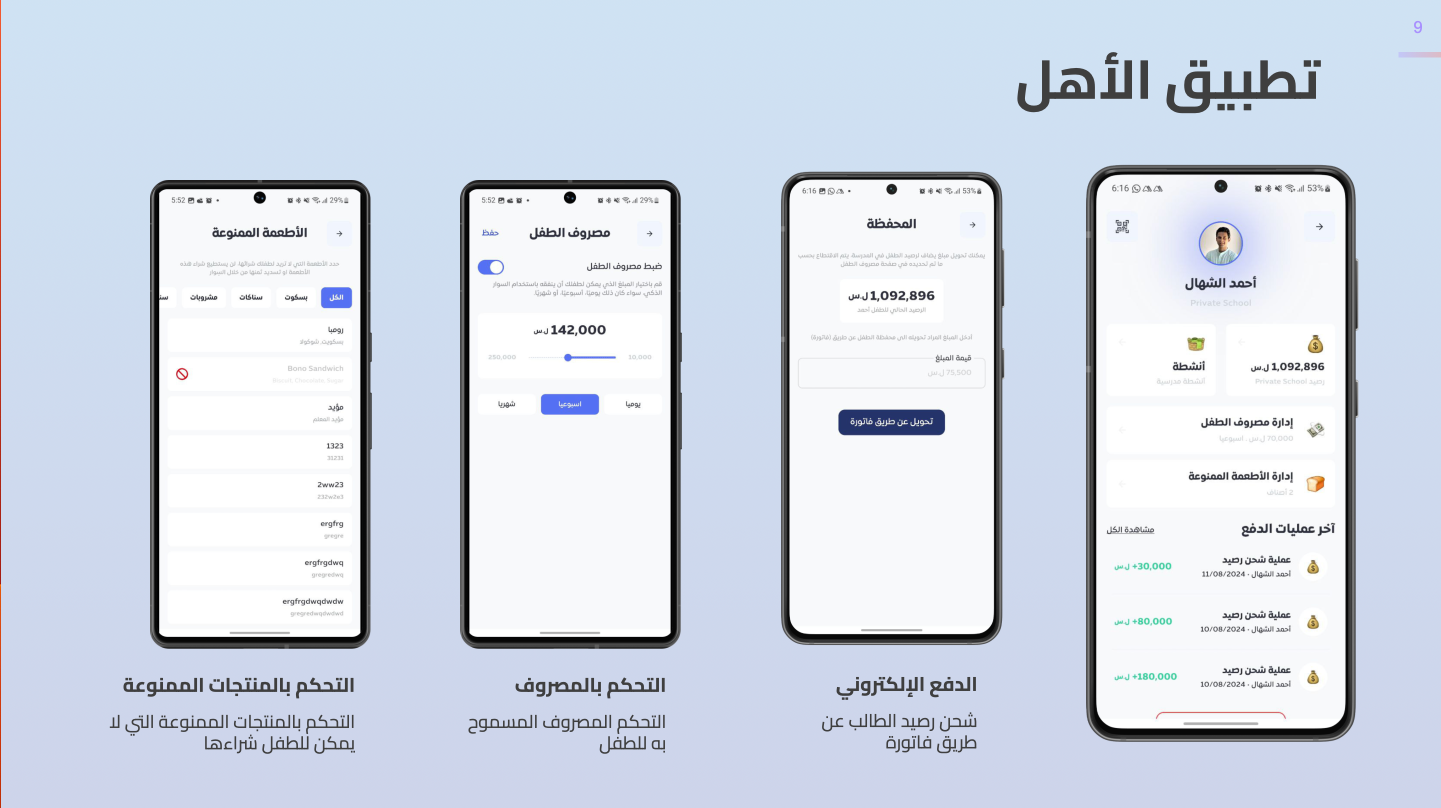 9
تطبيق الأهل
6:16
53%
أحمد الشهال
Private School
1,092,896 ل.س
رصيد Private School
أنشطة
أنشطة مدرسية
إدارة مصروف الطفل
70,000 ل.س.. اسبوعيا
إدارة الأطعمة الممنوعة
2 أصناف
آخر عمليات الدفع
مشاهدة الكل
عملية شحن رصيد
أحمد الشهال - 11/08/2024
+30,000 ل.س
عملية شحن رصيد
أحمد الشهال - 10/08/2024
+80,000 ل.س
عملية شحن رصيد
أحمد الشهال - 10/08/2024
+180,000 ل.س
6:16
53%
المحفظة
يمكنك تحويل مبلغ يضاف لرصيد الطفل في المدرسة، يتم الاقتطاع بحسب
ما تم تحديده في صفحة مصروف الطفل
1,092,896 ل.س
الرصيد الحالي للطفل أحمد
أدخل المبلغ المراد تحويله الى محفظة الطفل عن طريق (فاتورة)
قيمة المبلغ
75,500 ل.س
تحويل عن طريق فاتورة
الدفع الإلكتروني
شحن رصيد الطالب عن
طريق فاتورة
5:52
29%
مصروف الطفل
حفظ
ضبط مصروف الطفل
قم باختيار المبلغ الذي يمكن لطفلك أن ينفقه باستخدام السوار
الذكي، سواء كان ذلك يوميًا، أسبوعيًا، أو شهريًا.
142,000 ل.س
10,000
250,000
يوميا
اسبوعيا
شهريا
التحكم بالمصروف
التحكم المصروف المسموح
به للطفل
5:52
29%
الأطعمة الممنوعة
حدد الأطعمة التي لا تريد لطفلك شرائها، لن يستطيع شراء هذه
الأطعمة او تسديد ثمنها من خلال السوار
الكل
بسكوت
سناكات
مشروبات
سن
رومبا
بسكويت، شوكولا
Bono Sandwich
Biscuit, Chocolate, Sugar
مؤيد
مؤيد المعلم
1323
31231
2ww23
232w2a3
ergfrg
gregre
ergfrgdwq
gregredwq
ergfrgdwqdwdw
gregredwqdwdwd
التحكم بالمنتجات الممنوعة
التحكم بالمنتجات الممنوعة التي لا
يمكن للطفل شراءها